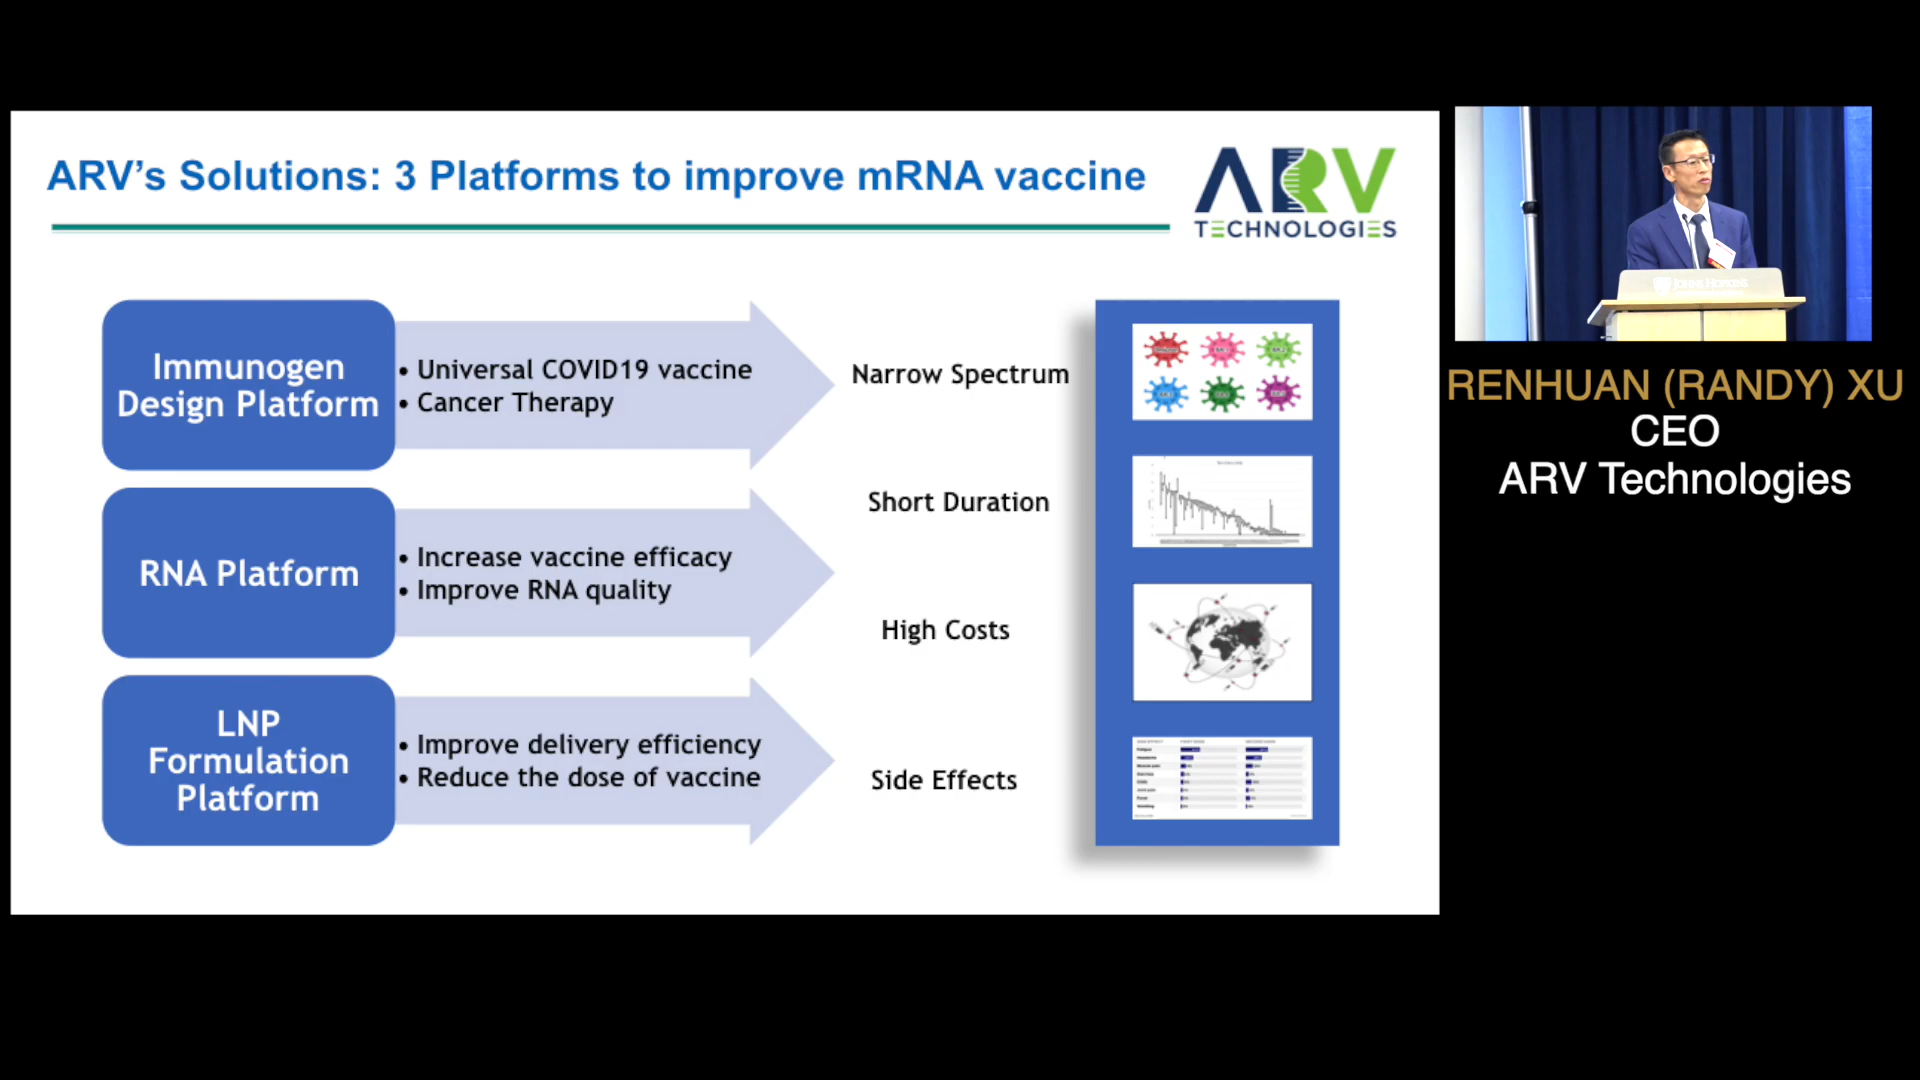 ARV's Solutions: 3 Platforms to improve mRNA vaccine
ARV
TECHNOLOGIES
Immunogen
Design Platform
• Universal COVID19 vaccine
• Cancer Therapy
RNA Platform
• Increase vaccine efficacy
• Improve RNA quality
LNP
Formulation
Platform
• Improve delivery efficiency
• Reduce the dose of vaccine
Narrow Spectrum
Short Duration
High Costs
Side Effects
JOHNS HOPKINS
RENHUAN (RANDY) XU
CEO
ARV Technologies